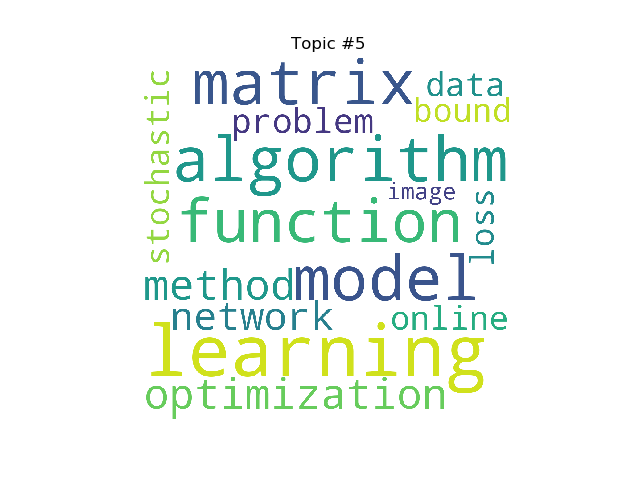 Topic #5
matrix
data
bound
problem
stochastic
algorithm
image
function
loss
model
method
network
online
learning
optimization